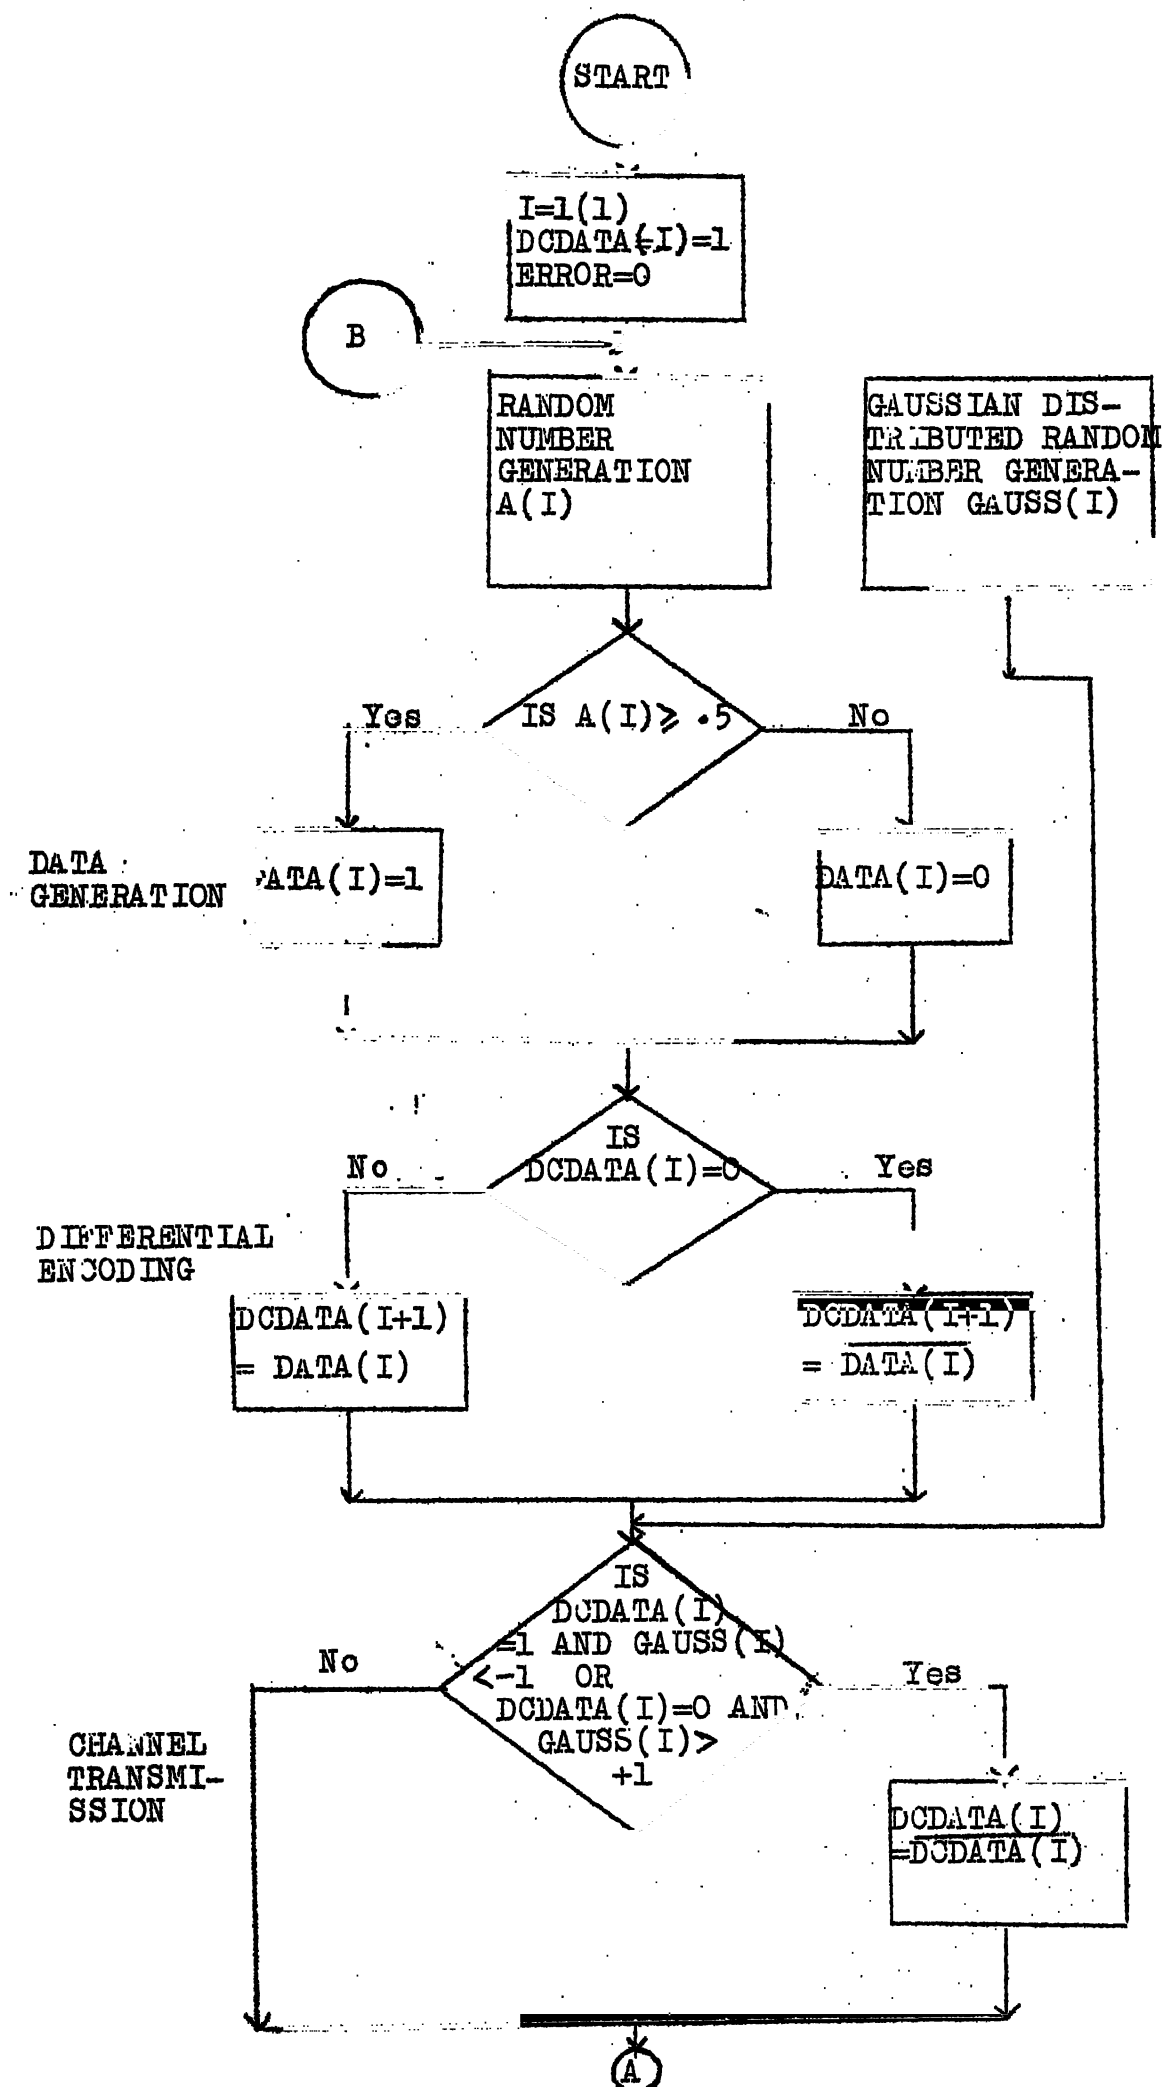 START
I=1(1)
DCDATA(I)=1
ERROR=0
B
RANDOM
NUMBER
GENERATION
A(I)
GAUSSIAN DIS-
TRIBUTED RANDOM
NUMBER GENERA-
TION GAUSS(I)
IS A(I)⩾ .5
Yes
No
DATA
GENERATION
DATA(I)=1
DATA(I)=0
IS
DCDATA(I)=0
No
Yes
DIFFERENTIAL
ENCODING
DCDATA(I+1)
= DATA(I)
DCDATA(I+1)
= D̅A̅T̅A̅(̅I̅)̅
IS
DCDATA(I)
=1 AND GAUSS(I)
<-1 OR
DCDATA(I)=0 AND
GAUSS(I)>
+1
No
Yes
CHANNEL
TRANSMI-
SSION
DCDATA(I)
=D̅C̅D̅A̅T̅A̅(̅I̅)̅
A